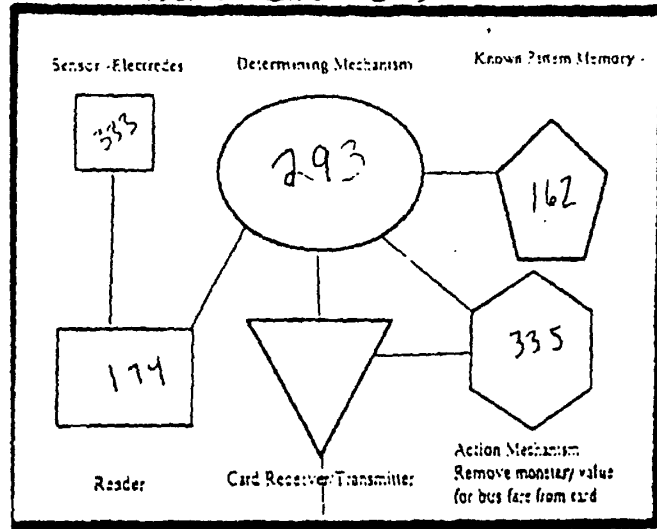 Sensor - Electrodes
Determining Mechanism
Known Pattern Memory -
333
293
162
174
335
Reader
Card Receiver/Transmitter
Action Mechanism
Remove monetary value
for bus fare from card